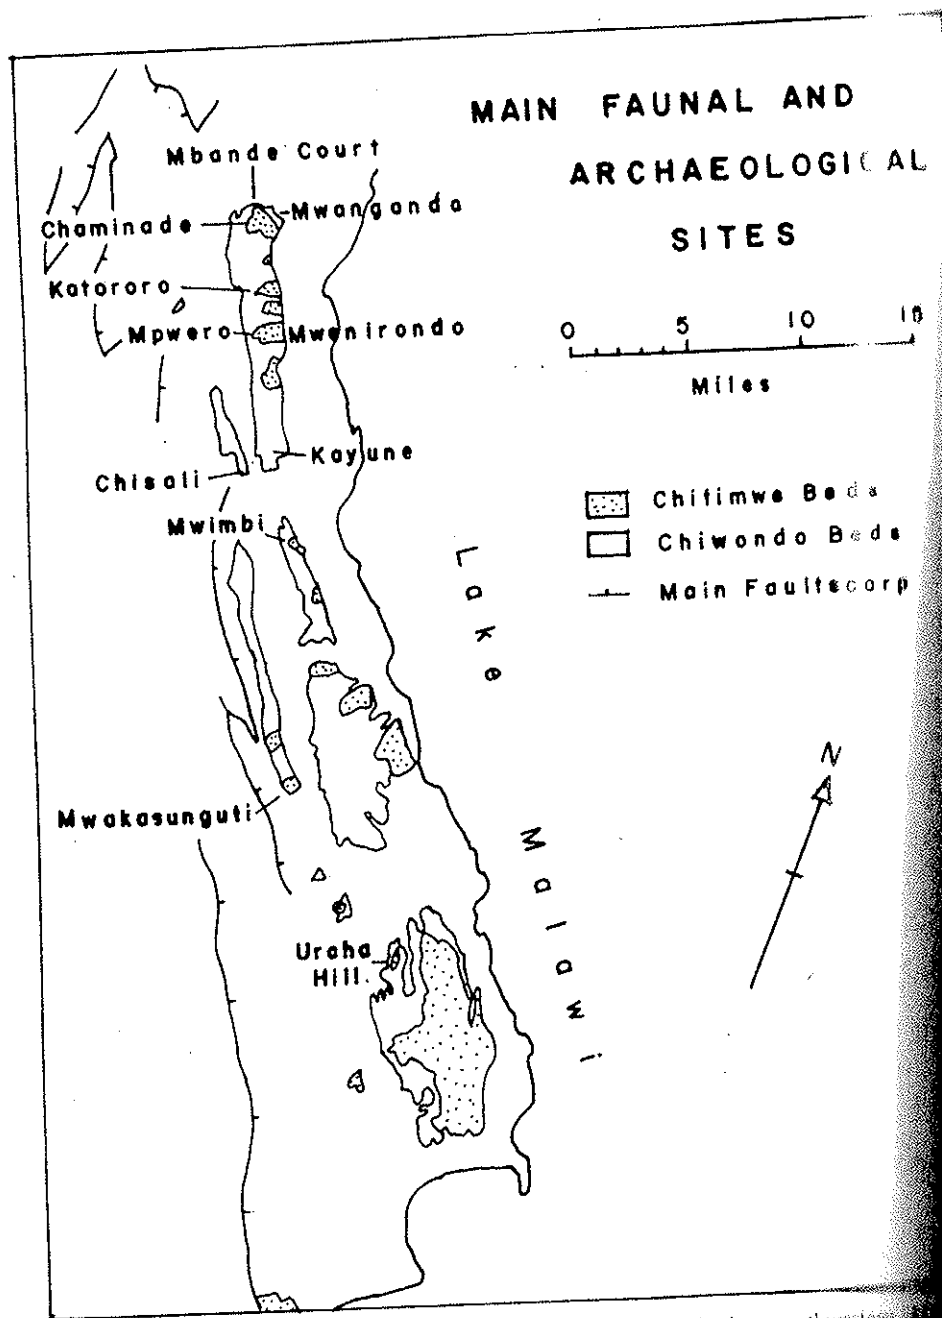 MAIN FAUNAL AND
ARCHAEOLOGICAL
SITES
Mbande Court
Chaminade
Mwanganda
Katororo
Mpwero
Mwenirondo
0 5 10 15
Miles
Chisali
Kayune
Chitimwe Beds
Chiwondo Beds
Main Faultscarp
Mwimbi
Lake Malawi
N
Mwakasunguti
Uraha
Hill